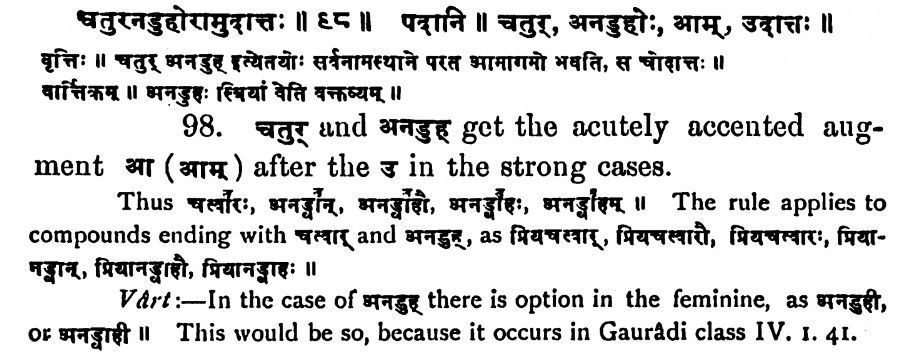 चतुरनडुहोरामुदात्तः ॥ ९८ ॥ पदानि ॥ चतुर्, अनडुहोः, आम्, उदात्तः ॥
वृत्तिः ॥ चतुर् अनडुह् इत्येतयोः सर्वनामस्थाने परत आमागमो भवति, स चोदात्तः ॥
वार्त्तिकम् ॥ अनडुहः स्त्रियां वेति वक्तव्यम् ॥
98. चतुर् and अनडुह् get the acutely accented aug-
ment आ (आम्) after the उ in the strong cases.
Thus चत्वा॑रः, अनड्वा॑न्, अनड्वा॑हौ, अनड्वा॑हः, अनड्वा॑हम् ॥ The rule applies to
compounds ending with चत्वार् and अनडुह्, as प्रियचत्वार्, प्रियचत्वारौ, प्रियचत्वारः, प्रिया-
नड्वान्, प्रियानड्वाहौ, प्रियानड्वाहः ॥
Vârt:—In the case of अनडुह् there is option in the feminine, as अनडुही,
or अनड्वाही ॥ This would be so, because it occurs in Gaurâdi class IV. 1. 41.